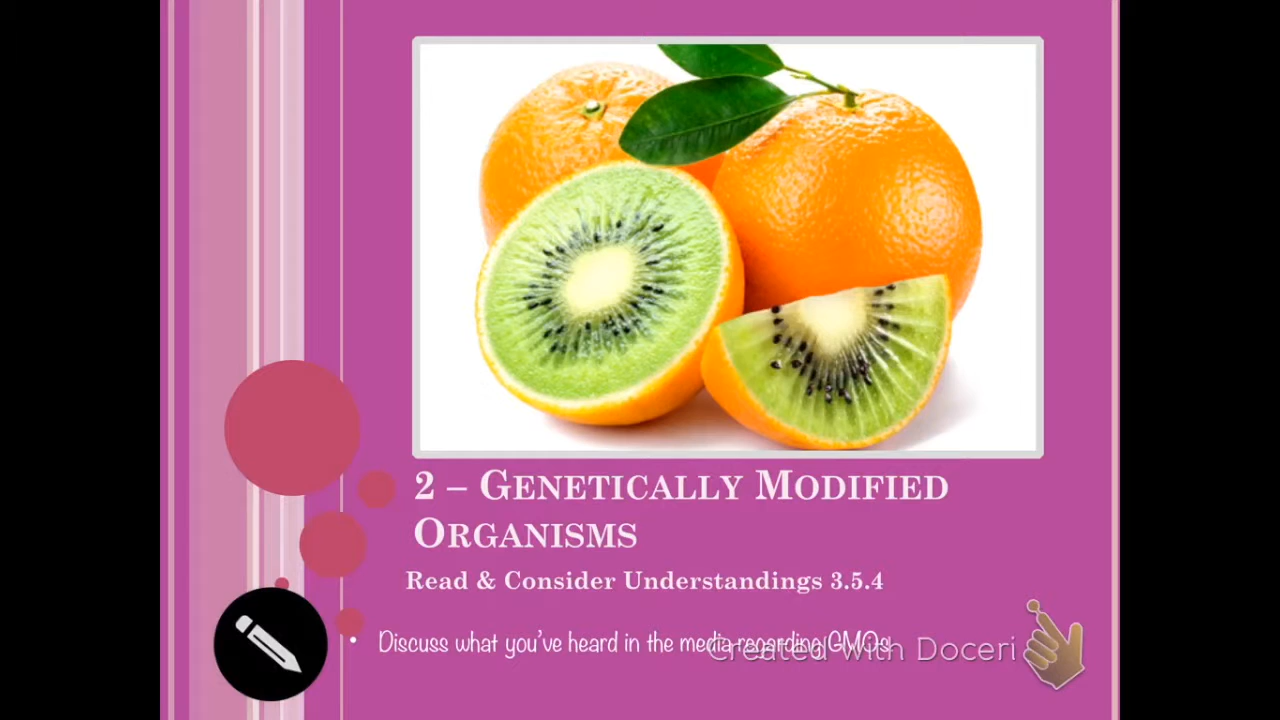 2 – Genetically Modified
Organisms
Read & Consider Understandings 3.5.4
• Discuss what you've heard in the media regarding GMOs.
Created with Doceri